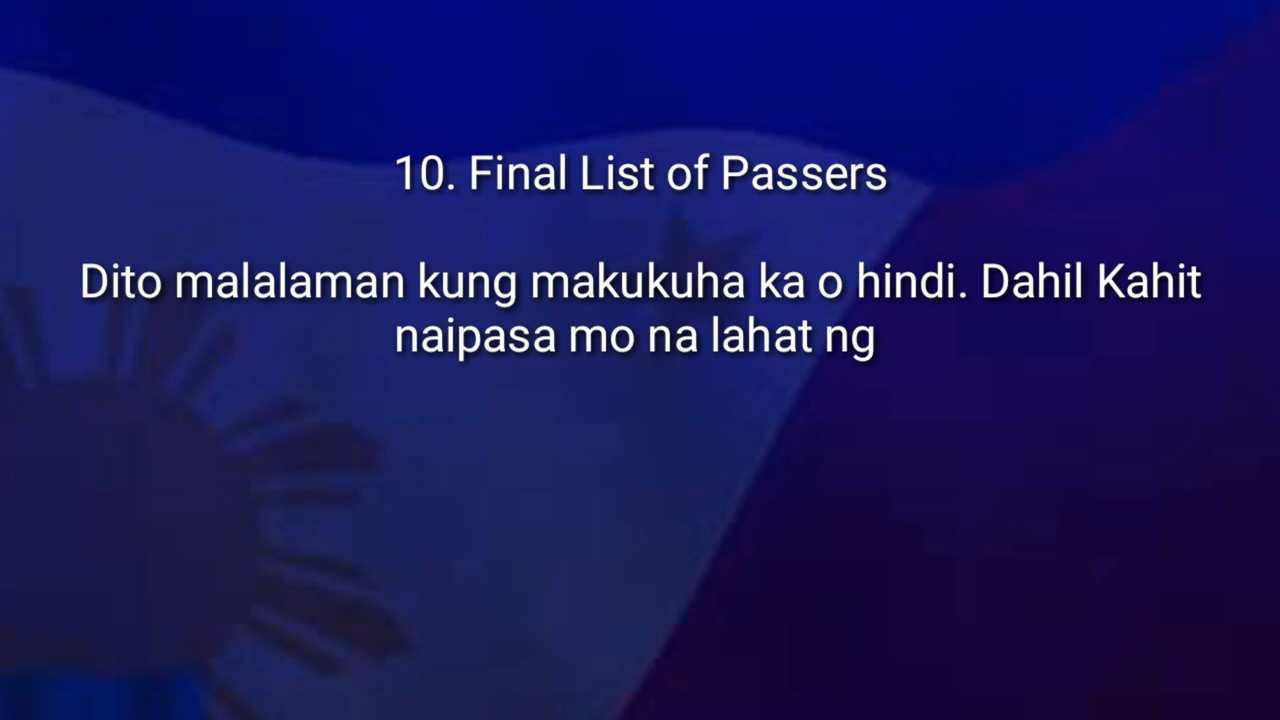 10. Final List of Passers
Dito malalaman kung makukuha ka o hindi. Dahil Kahit
naipasa mo na lahat ng